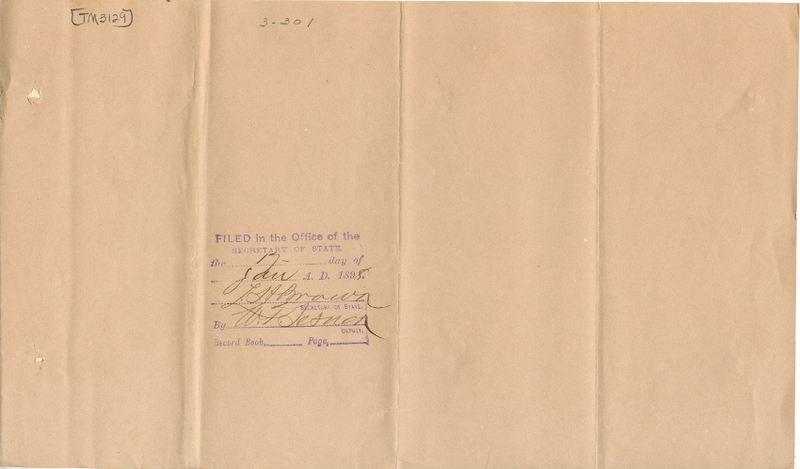 [TM3129]
3-301
FILED in the Office of the
SECRETARY OF STATE,
the 17 day of
Jan A. D. 1895.
L. H. Brown
SECRETARY OF STATE.
By W.
DEPUTY.
Record Book, Page,